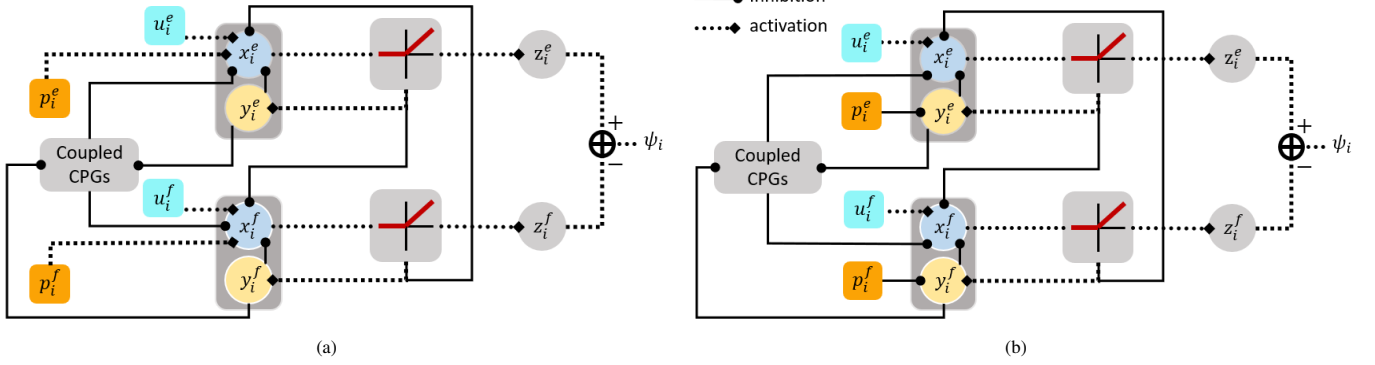 u_i^e
x_i^e
p_i^e
y_i^e
z_i^e
+
ψ_i
−
Coupled
CPGs
u_i^f
x_i^f
p_i^f
y_i^f
z_i^f
(a)
activation
u_i^e
x_i^e
p_i^e
y_i^e
z_i^e
+
ψ_i
−
Coupled
CPGs
u_i^f
x_i^f
p_i^f
y_i^f
z_i^f
(b)